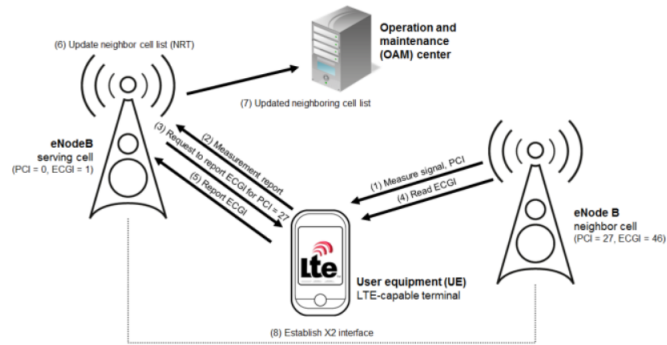 (6) Update neighbor cell list (NRT)
Operation and
maintenance
(OAM) center
(7) Updated neighboring cell list
eNodeB
serving cell
(PCI = 0, ECGI = 1)
(2) Measurement report
(3) Request to report ECGI for PCI = 27
(5) Report ECGI
(1) Measure signal, PCI
(4) Read ECGI
eNode B
neighbor cell
(PCI = 27, ECGI = 46)
Lte
User equipment (UE)
LTE-capable terminal
(8) Establish X2 interface